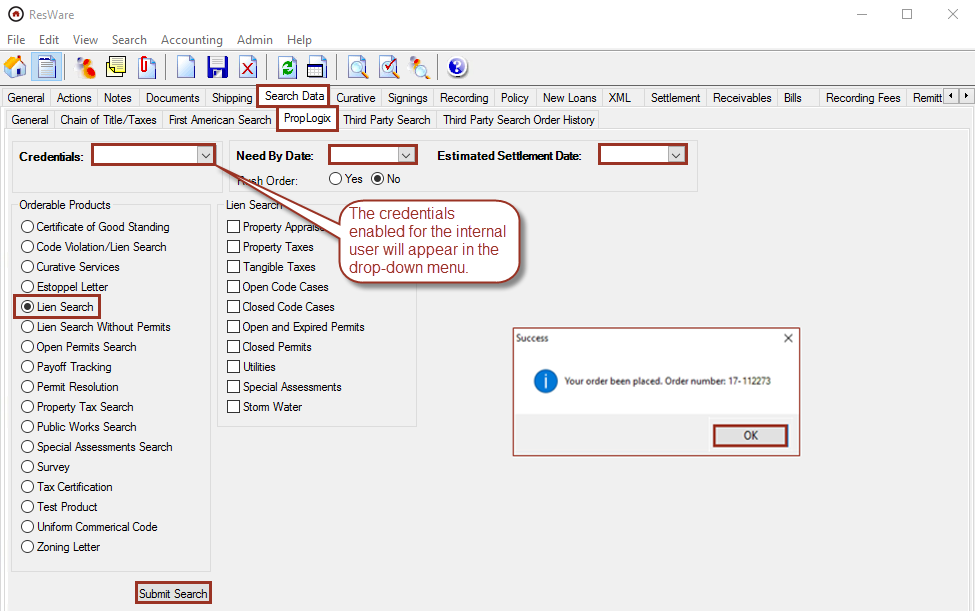 ResWare
File Edit View Search Accounting Admin Help
General Actions Notes Documents Shipping Search Data Curative Signings Recording Policy New Loans XML Settlement Receivables Bills Recording Fees Remitt
General Chain of Title/Taxes First American Search PropLogix Third Party Search Third Party Search Order History
Credentials: Need By Date: Estimated Settlement Date:
Rush Order: Yes No
The credentials
enabled for the internal
user will appear in the
drop-down menu.
Orderable Products
Certificate of Good Standing
Code Violation/Lien Search
Curative Services
Estoppel Letter
Lien Search
Lien Search Without Permits
Open Permits Search
Payoff Tracking
Permit Resolution
Property Tax Search
Public Works Search
Special Assessments Search
Survey
Tax Certification
Test Product
Uniform Commerical Code
Zoning Letter
Submit Search
Lien Search
Property Appraise
Property Taxes
Tangible Taxes
Open Code Cases
Closed Code Cases
Open and Expired Permits
Closed Permits
Utilities
Special Assessments
Storm Water
Success
Your order been placed. Order number: 17-112273
OK